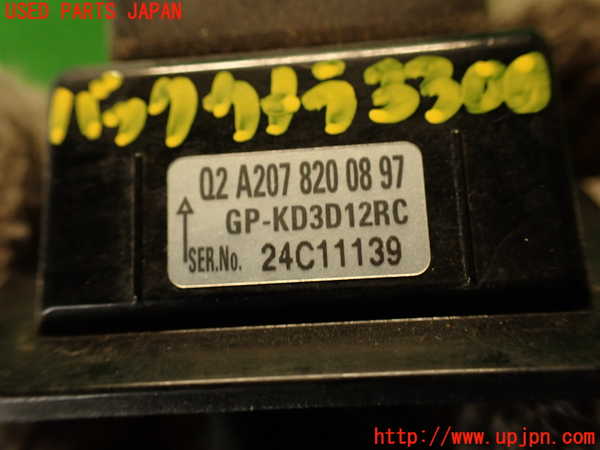 USED PARTS JAPAN
バックカメラ3300
Q2 A207 820 08 97
GP-KD3D12RC
SER.No. 24C11139
http://www.upjpn.com/